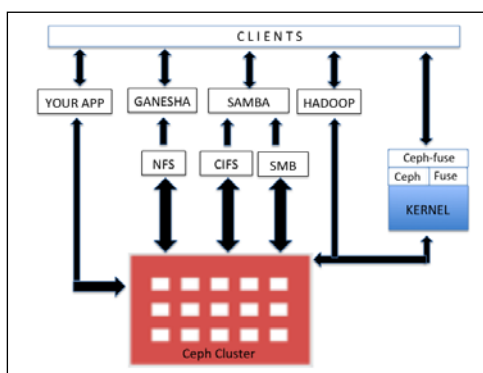 CLIENTS
YOUR APP
GANESHA
SAMBA
HADOOP
NFS
CIFS
SMB
Ceph-fuse
Ceph
Fuse
KERNEL
Ceph Cluster